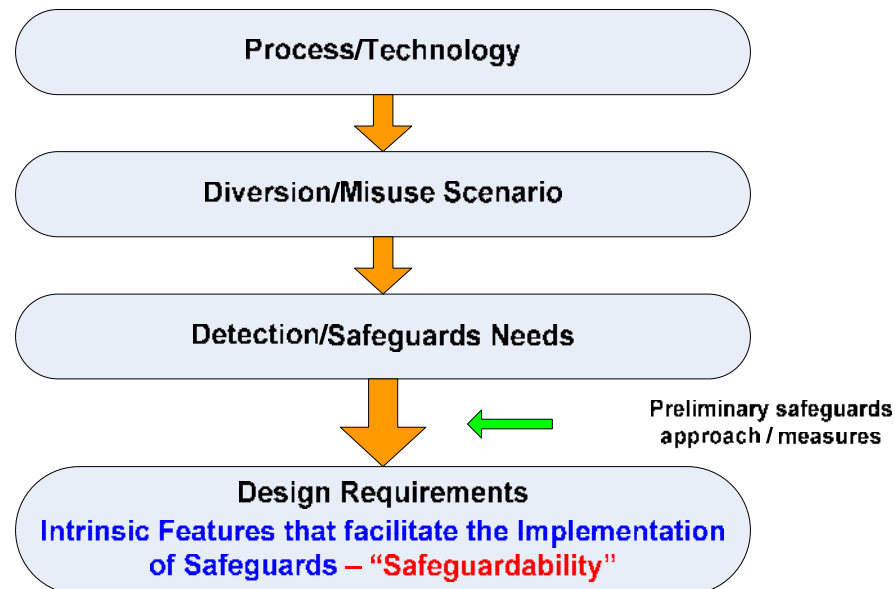 Process/Technology
Diversion/Misuse Scenario
Detection/Safeguards Needs
Preliminary safeguards
approach / measures
Design Requirements
Intrinsic Features that facilitate the Implementation
of Safeguards – “Safeguardability”